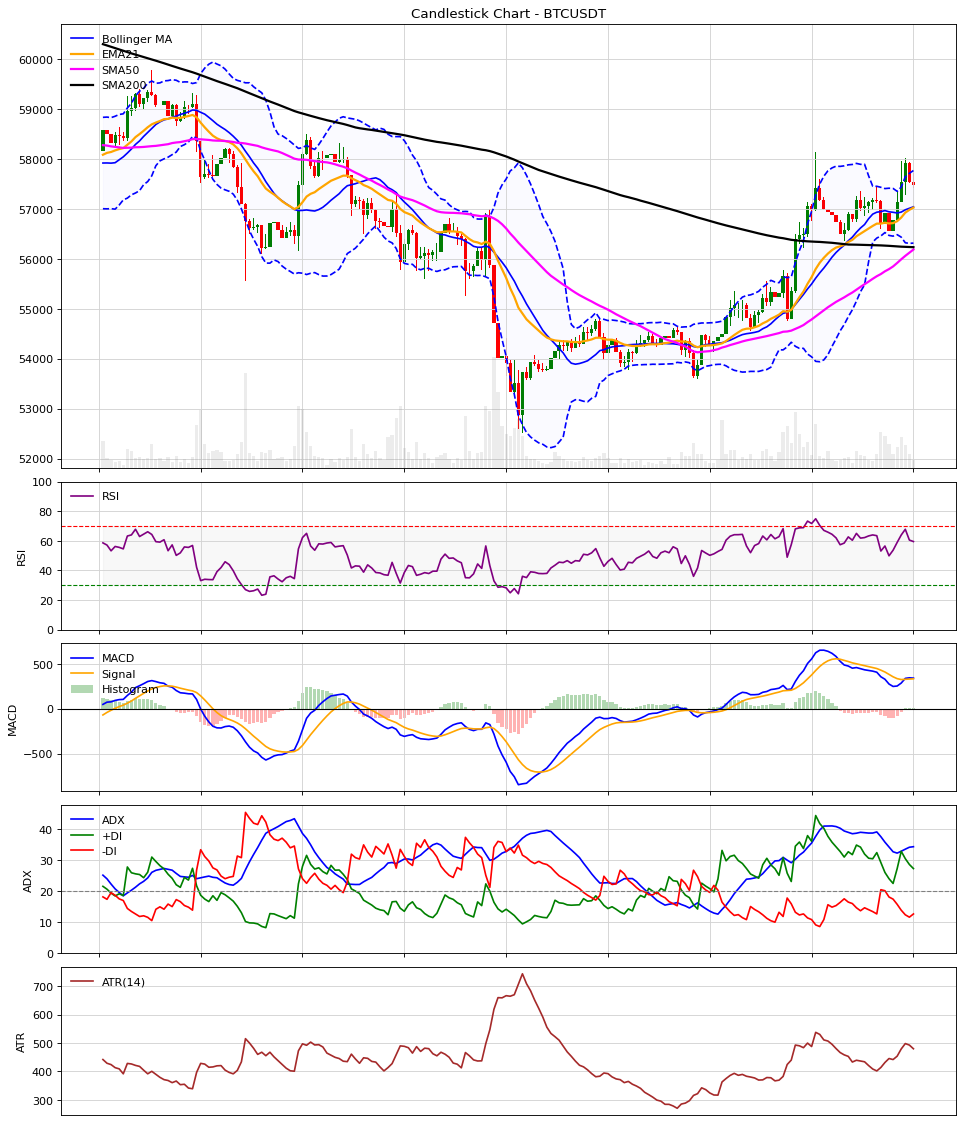 Candlestick Chart - BTCUSDT
Bollinger MA
EMA21
SMA50
SMA200
60000
59000
58000
57000
56000
55000
54000
53000
52000
RSI
100
80
60
40
20
0
RSI
MACD
Signal
Histogram
500
0
−500
MACD
ADX
+DI
-DI
40
30
20
10
0
ADX
ATR(14)
700
600
500
400
300
ATR